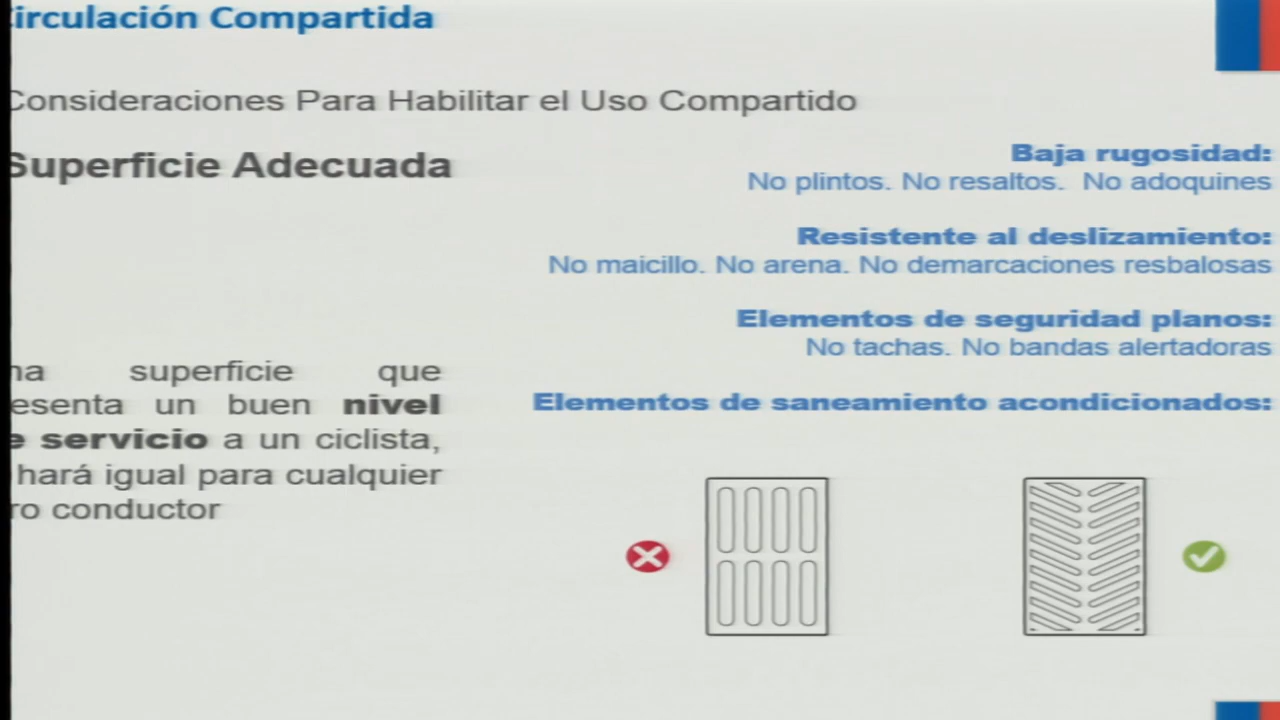 irculación Compartida
Consideraciones Para Habilitar el Uso Compartido
Superficie Adecuada
Baja rugosidad:
No plintos. No resaltos. No adoquines
Resistente al deslizamiento:
No maicillo. No arena. No demarcaciones resbalosas
Elementos de seguridad planos:
No tachas. No bandas alertadoras
Elementos de saneamiento acondicionados:
na superficie que
esenta un buen nivel
e servicio a un ciclista,
hará igual para cualquier
ro conductor